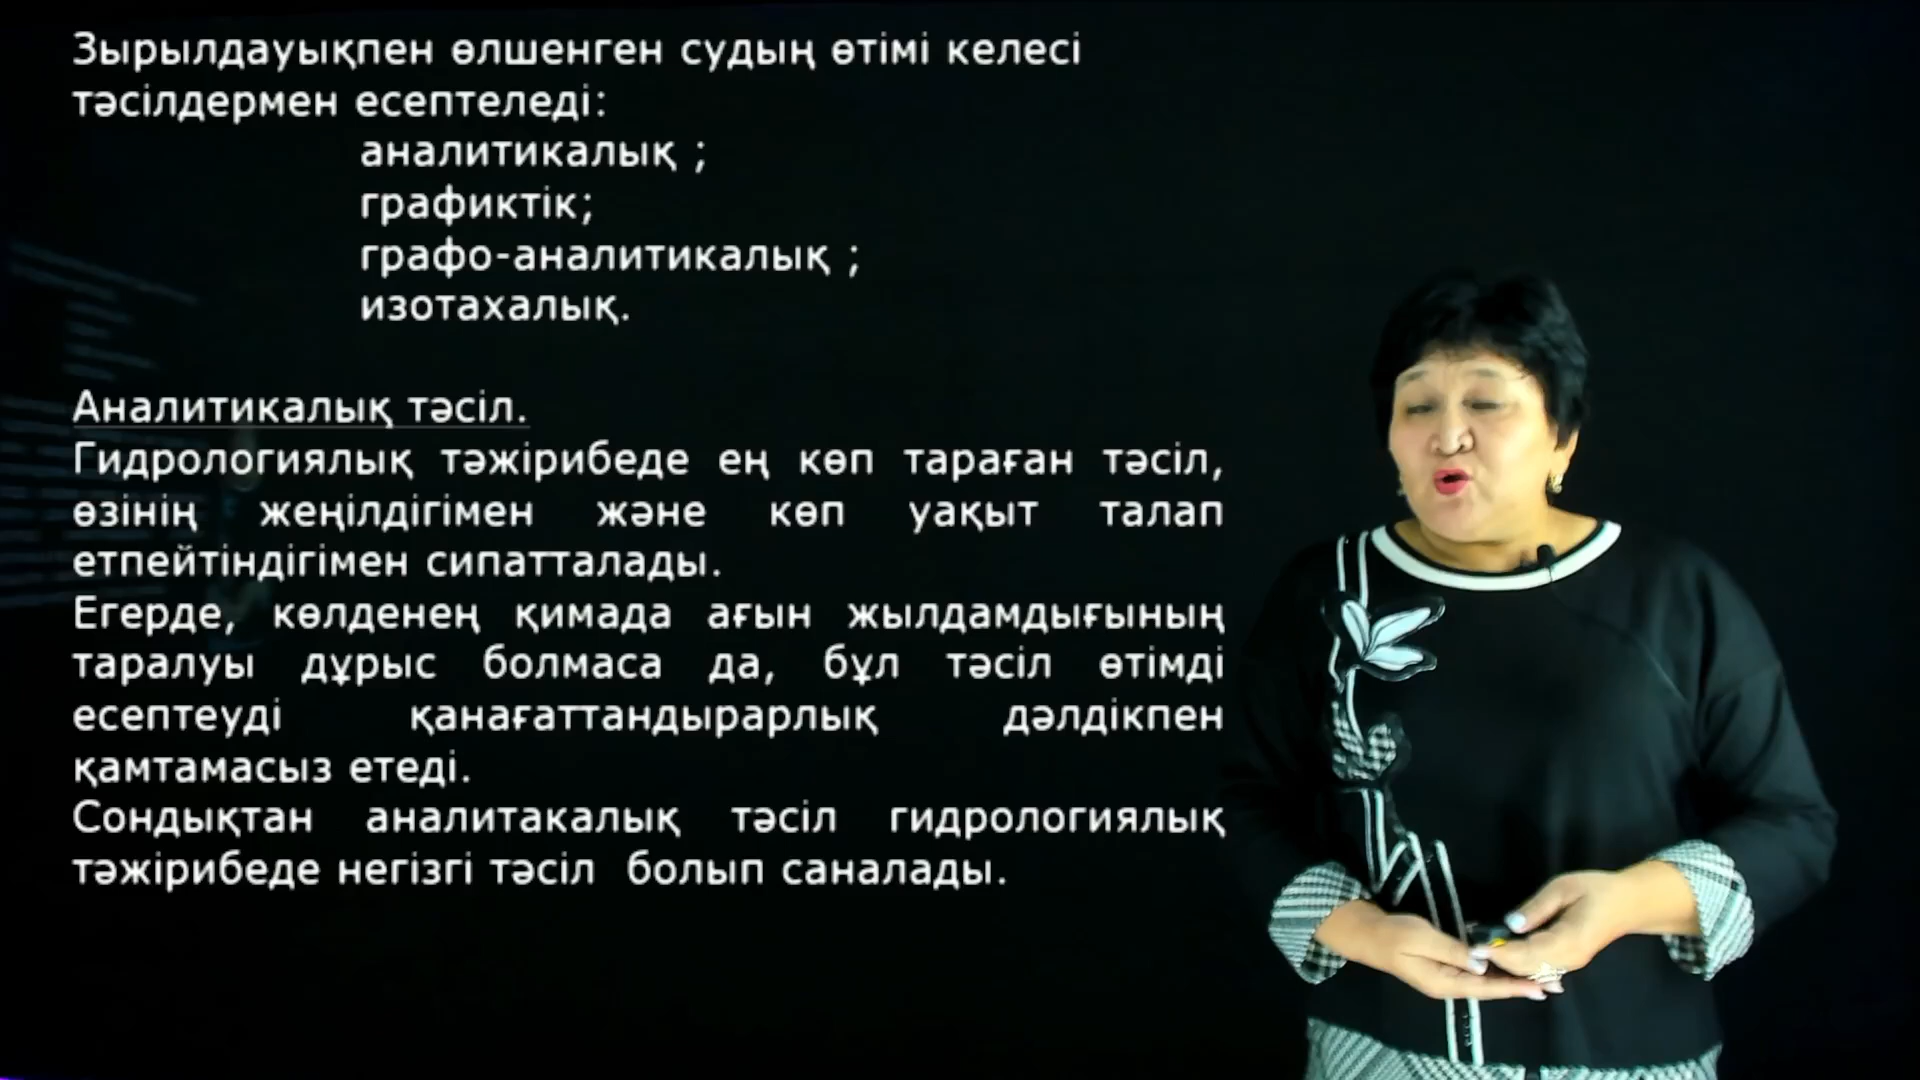 Зырылдауықпен өлшенген судың өтімі келесі
тәсілдермен есептеледі:
аналитикалық ;
графиктік;
графо-аналитикалық ;
изотахалық.
Аналитикалық тәсіл.
Гидрологиялық тәжірибеде ең көп тараған тәсіл,
өзінің жеңілдігімен және көп уақыт талап
етпейтіндігімен сипатталады.
Егерде, көлденең қимада ағын жылдамдығының
таралуы дұрыс болмаса да, бұл тәсіл өтімді
есептеуді қанағаттандырарлық дәлдікпен
қамтамасыз етеді.
Сондықтан аналитакалық тәсіл гидрологиялық
тәжірибеде негізгі тәсіл болып саналады.